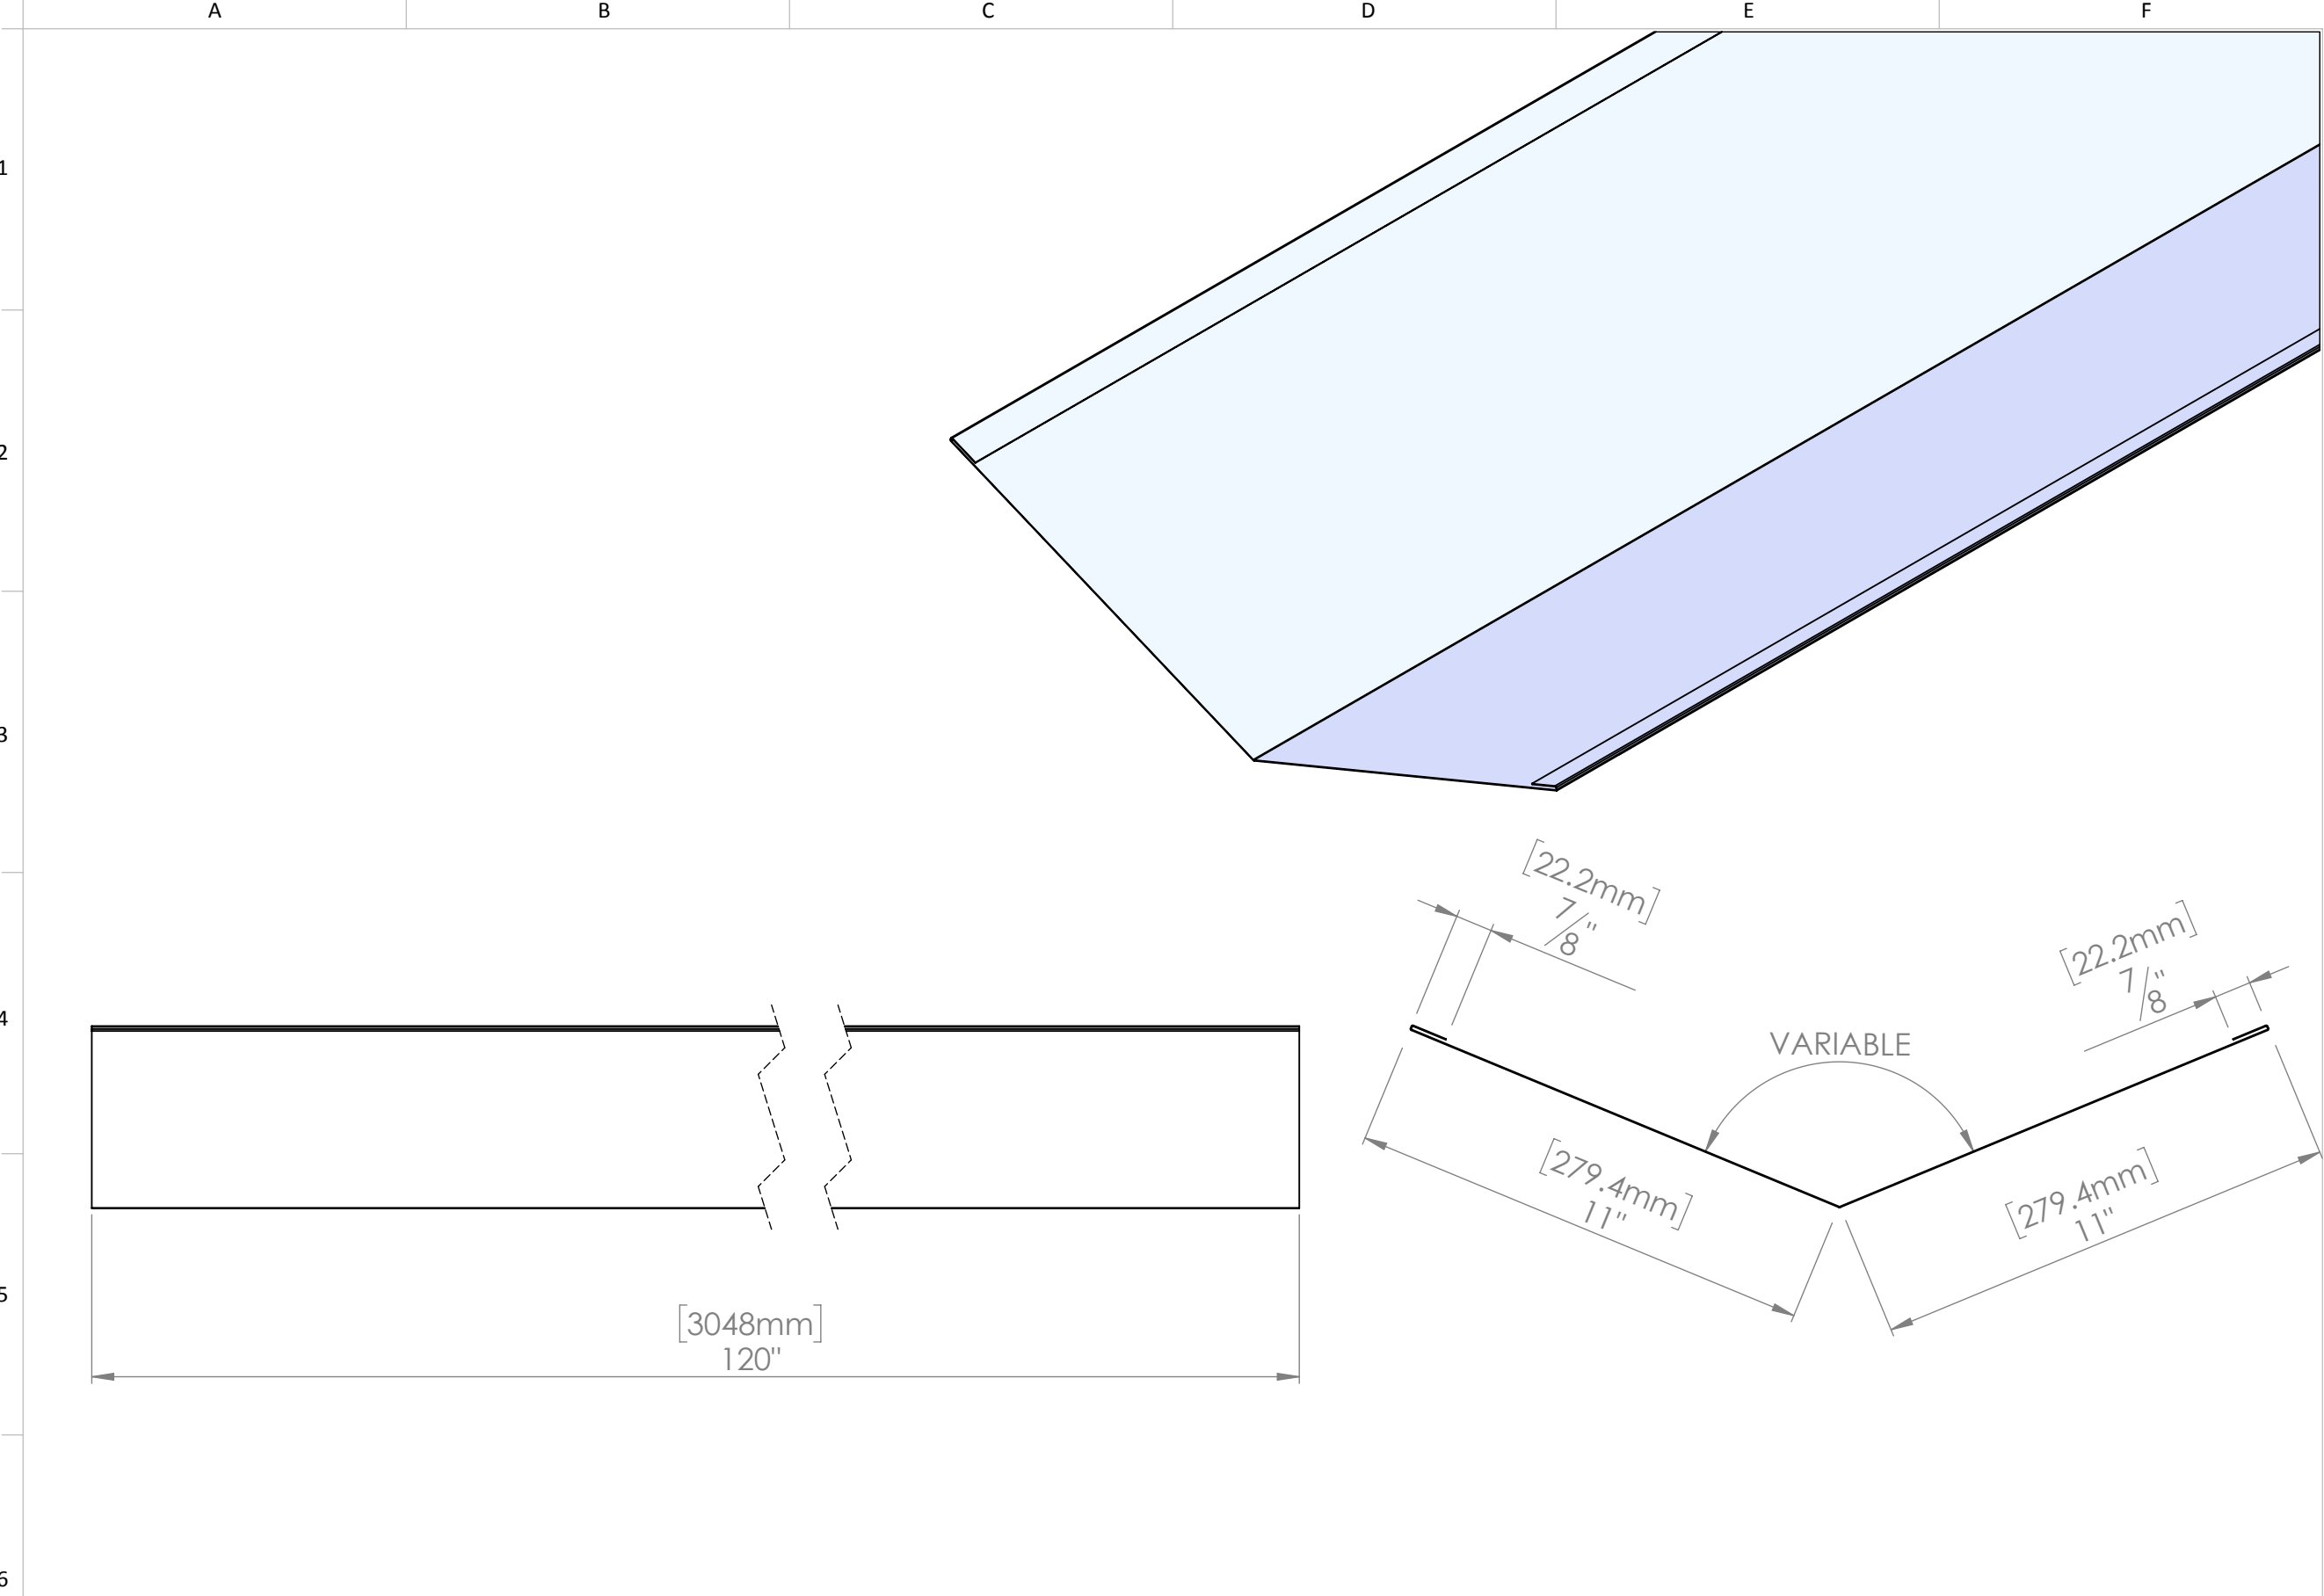 A B C D E F
1
2
3
4
5
6
[22.2mm]
7/8"
[22.2mm]
7/8"
VARIABLE
[279.4mm]
11"
[279.4mm]
11"
[3048mm]
120"